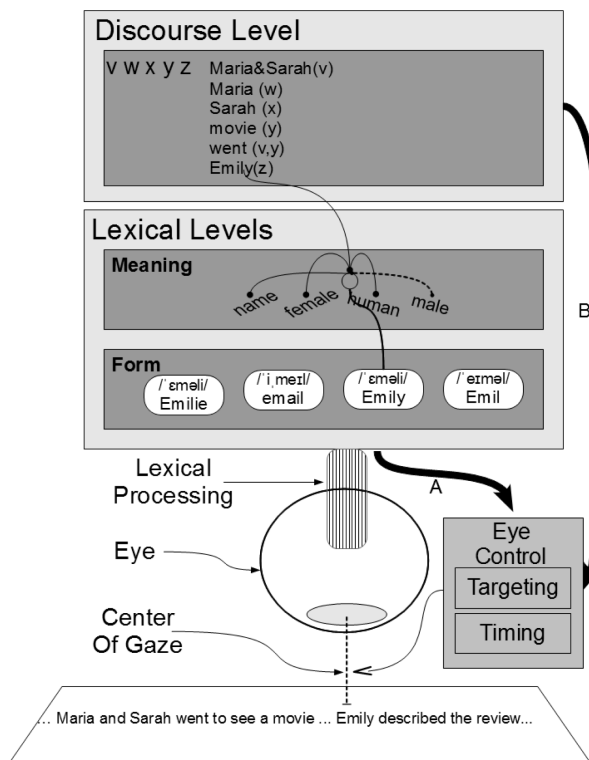 Discourse Level
v w x y z
Maria&Sarah(v)
Maria (w)
Sarah (x)
movie (y)
went (v,y)
Emily(z)
Lexical Levels
Meaning
name
female
human
male
B
Form
/ˈɛməli/
Emilie
/ˈiˌmeɪl/
email
/ˈɛməli/
Emily
/ˈeɪməl/
Emil
Lexical
Processing
A
Eye
Eye
Control
Targeting
Timing
Center
Of Gaze
... Maria and Sarah went to see a movie ... Emily described the review...